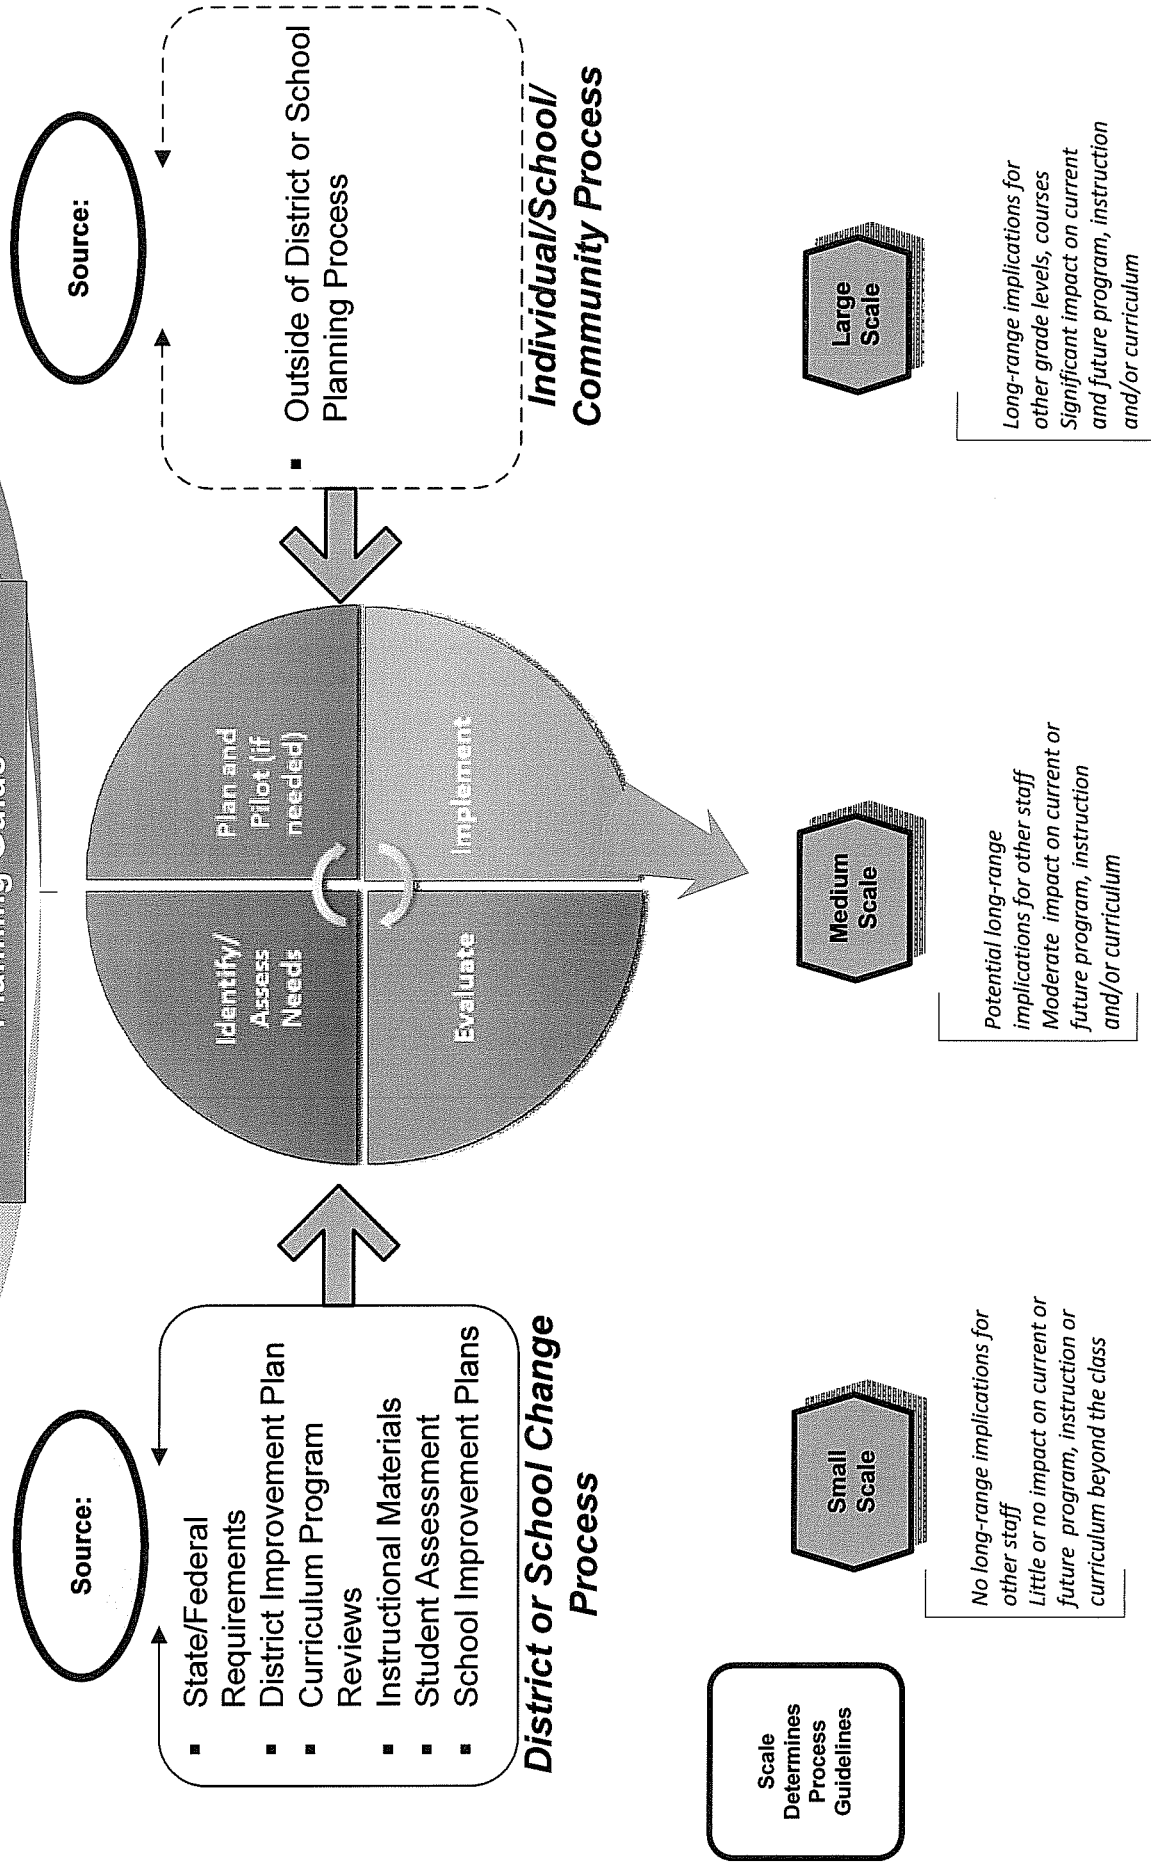 Planning Guide
Source:
▪ State/Federal
Requirements
▪ District Improvement Plan
▪ Curriculum Program
Reviews
▪ Instructional Materials
▪ Student Assessment
▪ School Improvement Plans
District or School Change
Process
Identify/
Assess
Needs
Plan and
Pilot (if
needed)
Evaluate
Implement
Source:
▪ Outside of District or School
Planning Process
Individual/School/
Community Process
Scale
Determines
Process
Guidelines
Small
Scale
No long-range implications for
other staff
Little or no impact on current or
future program, instruction or
curriculum beyond the class
Medium
Scale
Potential long-range
implications for other staff
Moderate impact on current or
future program, instruction
and/or curriculum
Large
Scale
Long-range implications for
other grade levels, courses
Significant impact on current
and future program, instruction
and/or curriculum